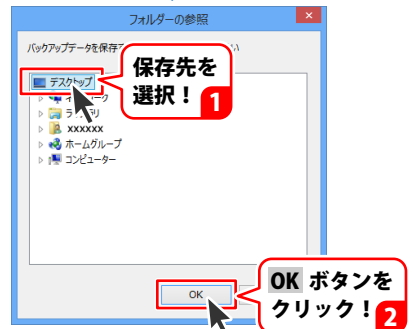 フォルダーの参照
バックアップデータを保存
デスクトップ
保存先を
選択！
1
xxxxxx
ホームグループ
コンピューター
OK
OK ボタンを
クリック！
2